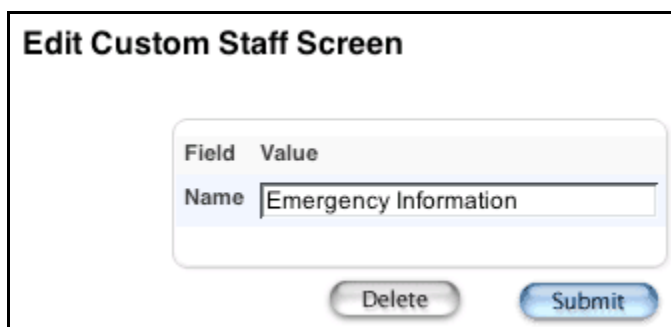 Edit Custom Staff Screen
Field Value
Name Emergency Information
Delete Submit